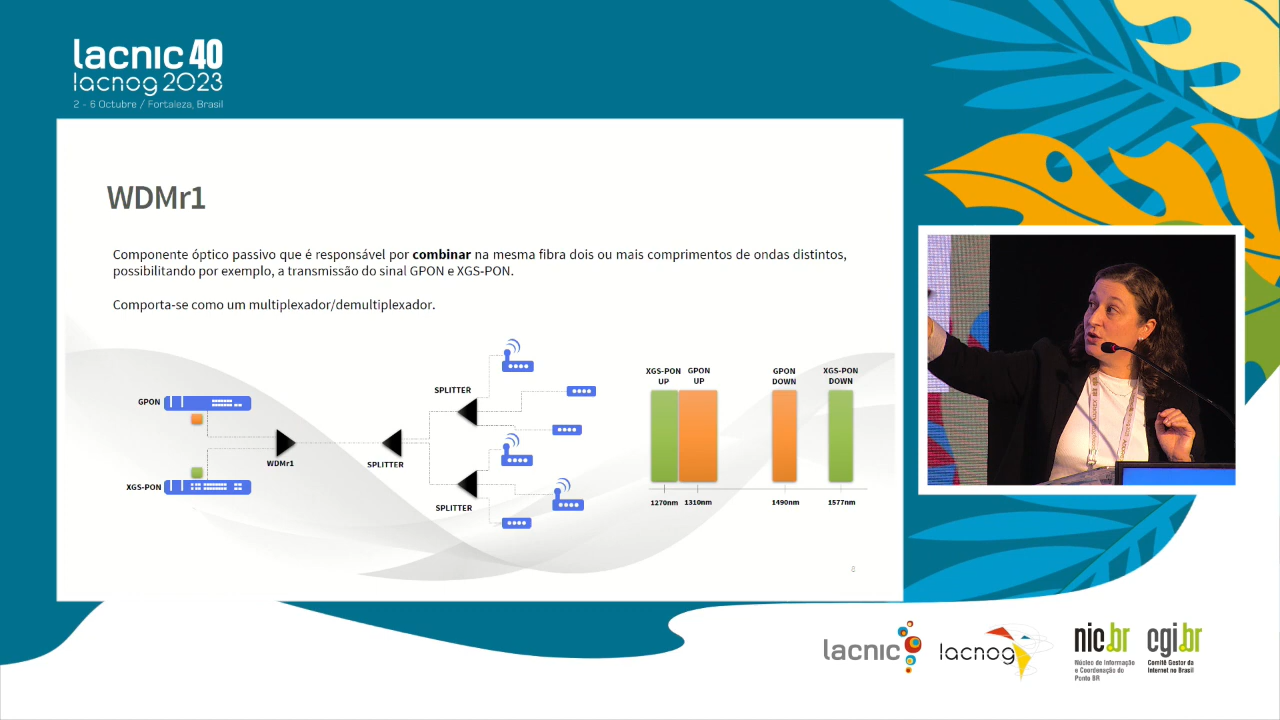 lacnic 40
lacnog 2023
2 - 6 Octubre / Fortaleza, Brasil
WDMr1
Componente óptico passivo que é responsável por combinar na mesma fibra dois ou mais comprimentos de ondas distintos,
possibilitando por exemplo, a transmissão do sinal GPON e XGS-PON.
Comporta-se como um multiplexador/demultiplexador.
GPON
XGS-PON
WDMr1
SPLITTER
SPLITTER
SPLITTER
XGS-PON
UP
GPON
UP
GPON
DOWN
XGS-PON
DOWN
1270nm
1310nm
1490nm
1577nm
8
lacnic
lacnog
nic.br
Núcleo de Informação
e Coordenação do
Ponto BR
cgi.br
Comitê Gestor da
Internet no Brasil